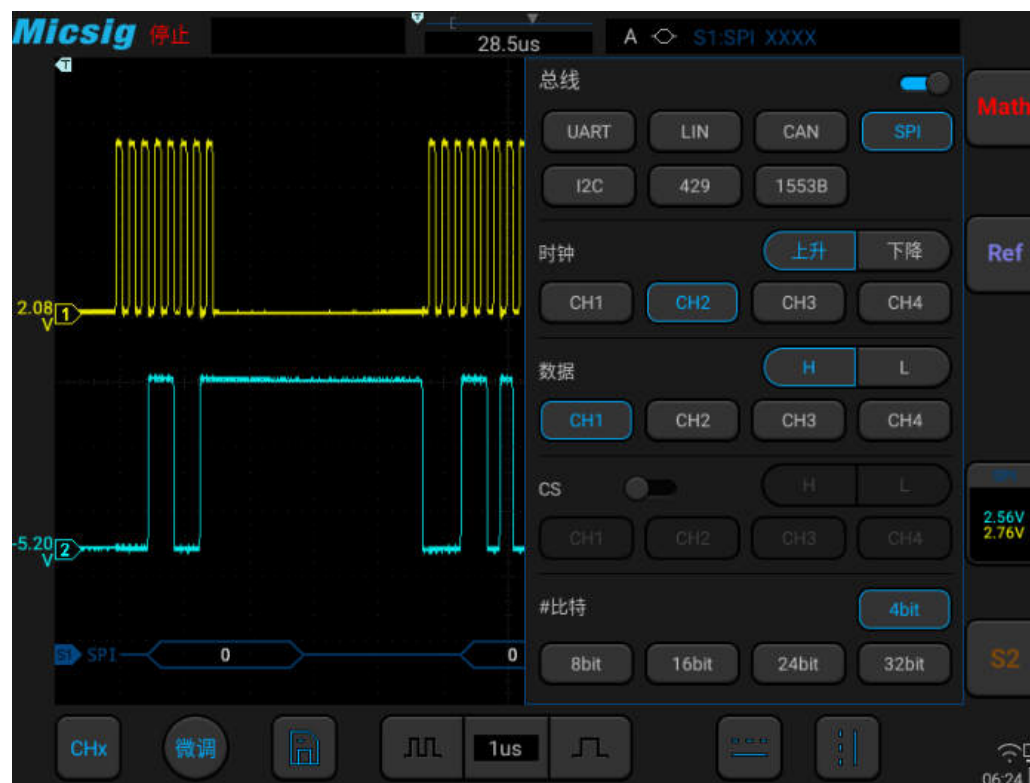 Micsig 停止
28.5us
A S1:SPI XXXX
T
总线
UART LIN CAN SPI
I2C 429 1553B
Math
时钟 上升 下降
Ref
CH1 CH2 CH3 CH4
2.08
V
1
数据 H L
CH1 CH2 CH3 CH4
CS H L
2.56V
2.76V
CH1 CH2 CH3 CH4
-5.20
V
2
#比特 4bit
S1 SPI 0 0
8bit 16bit 24bit 32bit
S2
CHx 微调 1us
06:24